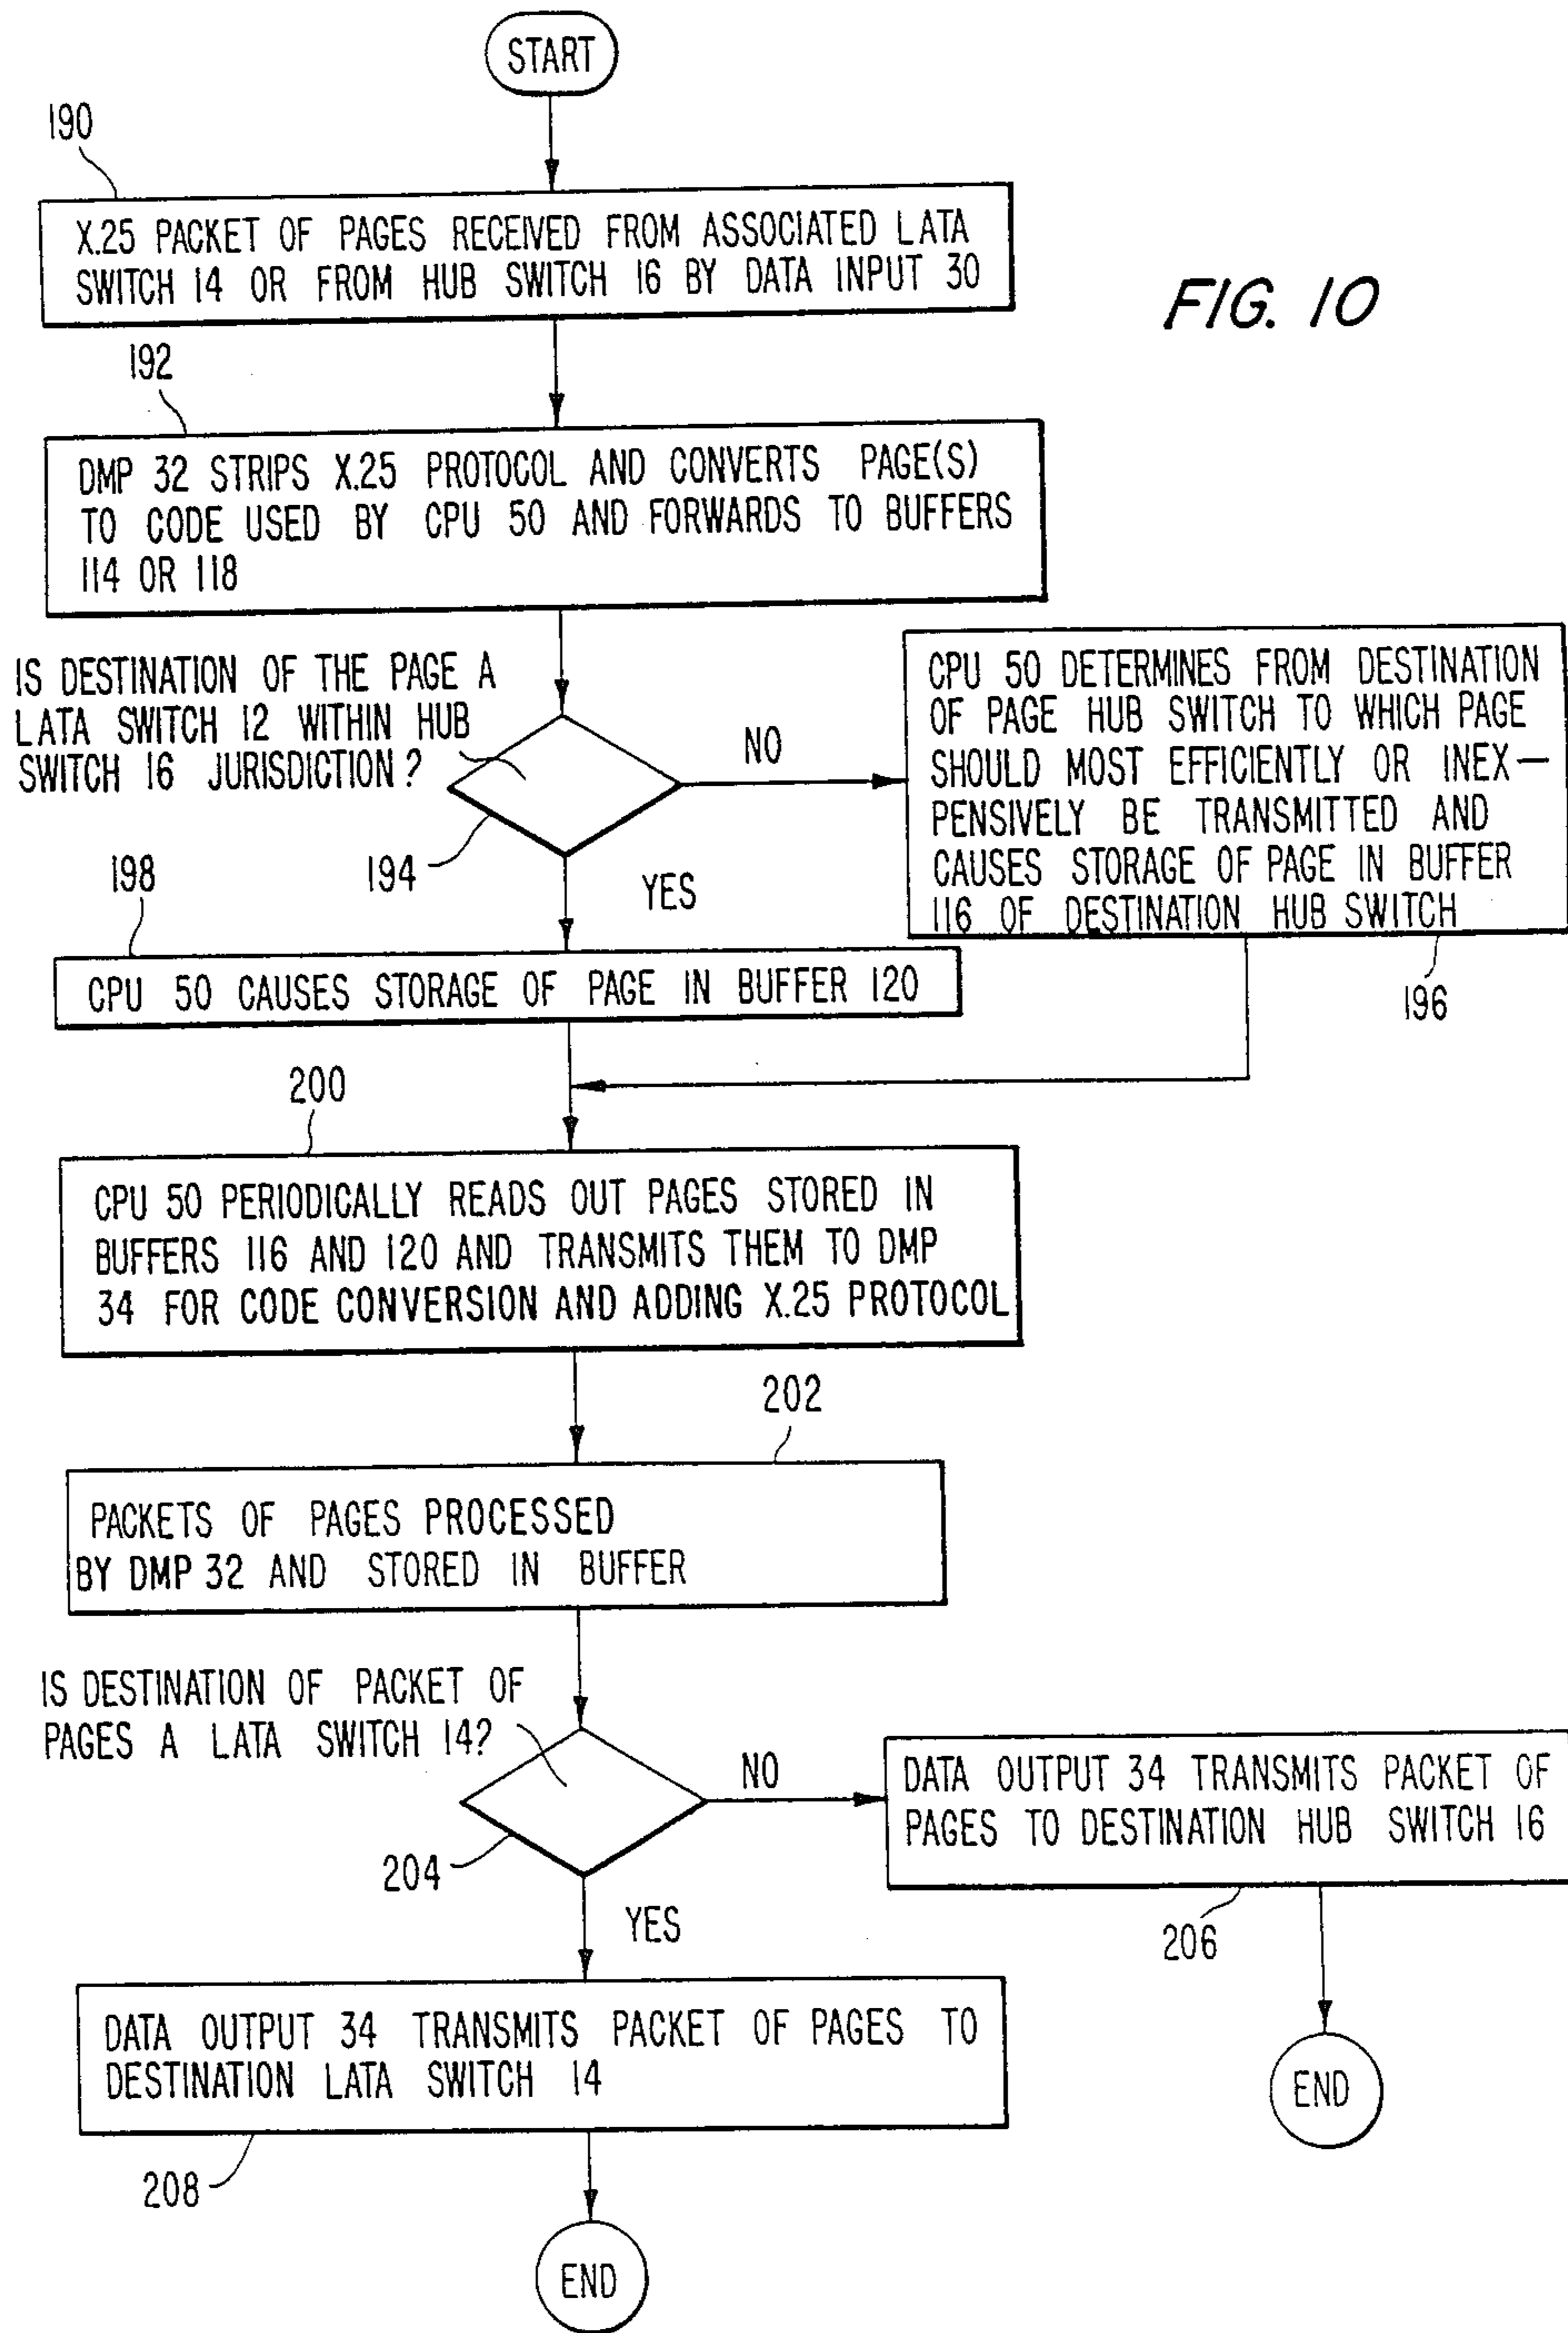 START
190
X.25 PACKET OF PAGES RECEIVED FROM ASSOCIATED LATA
SWITCH 14 OR FROM HUB SWITCH 16 BY DATA INPUT 30
FIG. 10
192
DMP 32 STRIPS X.25 PROTOCOL AND CONVERTS PAGE(S)
TO CODE USED BY CPU 50 AND FORWARDS TO BUFFERS
114 OR 118
IS DESTINATION OF THE PAGE A
LATA SWITCH 12 WITHIN HUB
SWITCH 16 JURISDICTION?
194
NO
YES
CPU 50 DETERMINES FROM DESTINATION
OF PAGE HUB SWITCH TO WHICH PAGE
SHOULD MOST EFFICIENTLY OR INEX—
PENSIVELY BE TRANSMITTED AND
CAUSES STORAGE OF PAGE IN BUFFER
116 OF DESTINATION HUB SWITCH
196
198
CPU 50 CAUSES STORAGE OF PAGE IN BUFFER 120
200
CPU 50 PERIODICALLY READS OUT PAGES STORED IN
BUFFERS 116 AND 120 AND TRANSMITS THEM TO DMP
34 FOR CODE CONVERSION AND ADDING X.25 PROTOCOL
202
PACKETS OF PAGES PROCESSED
BY DMP 32 AND STORED IN BUFFER
IS DESTINATION OF PACKET OF
PAGES A LATA SWITCH 14?
204
NO
YES
DATA OUTPUT 34 TRANSMITS PACKET OF
PAGES TO DESTINATION HUB SWITCH 16
206
END
DATA OUTPUT 34 TRANSMITS PACKET OF PAGES TO
DESTINATION LATA SWITCH 14
208
END